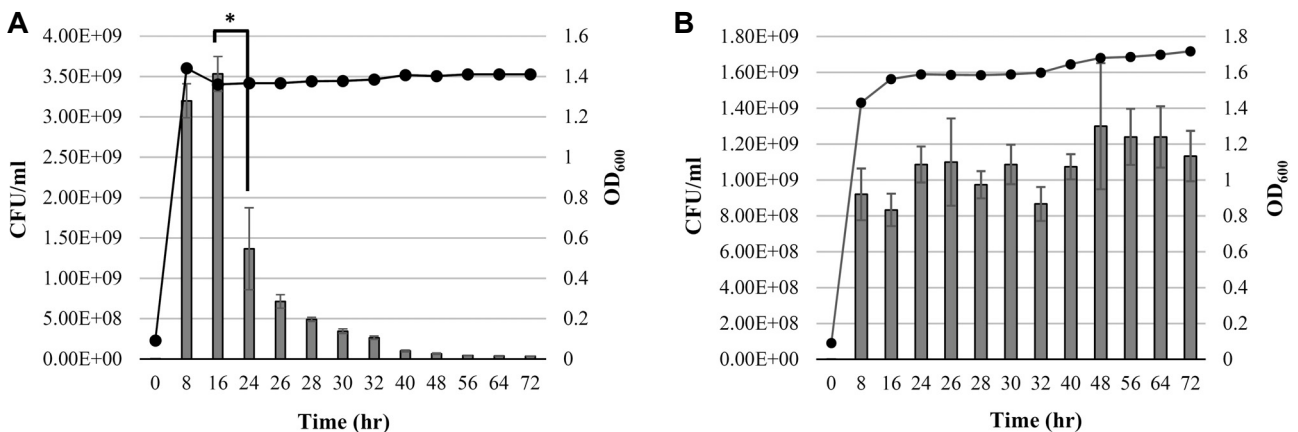 A
*
4.00E+09
3.50E+09
3.00E+09
2.50E+09
2.00E+09
1.50E+09
1.00E+09
5.00E+08
0.00E+00
CFU/ml
1.6
1.4
1.2
1
0.8
0.6
0.4
0.2
0
OD600
0 8 16 24 26 28 30 32 40 48 56 64 72
Time (hr)
B
1.80E+09
1.60E+09
1.40E+09
1.20E+09
1.00E+09
8.00E+08
6.00E+08
4.00E+08
2.00E+08
0.00E+00
CFU/ml
1.8
1.6
1.4
1.2
1
0.8
0.6
0.4
0.2
0
OD600
0 8 16 24 26 28 30 32 40 48 56 64 72
Time (hr)